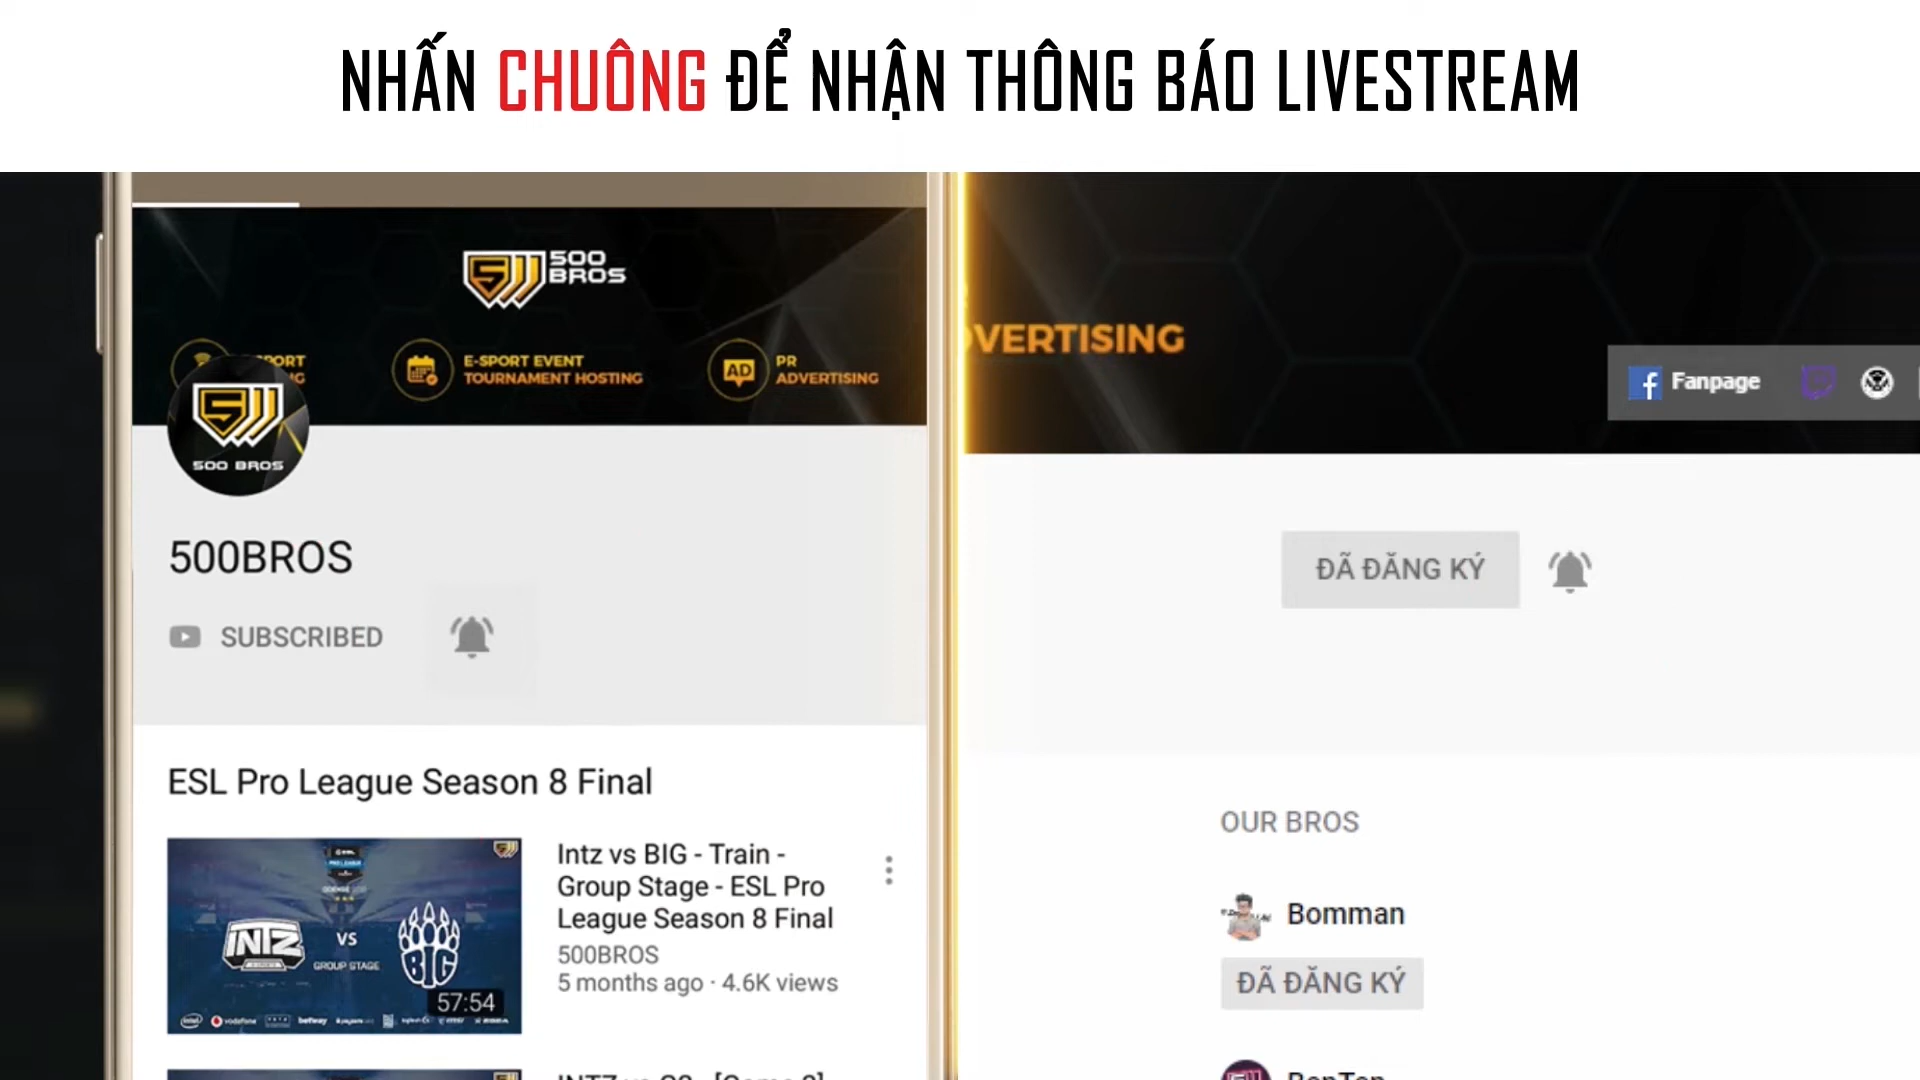 NHẤN CHUÔNG ĐỂ NHẬN THÔNG BÁO LIVESTREAM
500
BROS
E-SPORT EVENT
TOURNAMENT HOSTING
PR
ADVERTISING
AD
500 BROS
500BROS
SUBSCRIBED
ESL Pro League Season 8 Final
INTZ
VS
BIG
GROUP STAGE
57:54
Intz vs BIG - Train -
Group Stage - ESL Pro
League Season 8 Final
500BROS
5 months ago · 4.6K views
VERTISING
Fanpage
ĐÃ ĐĂNG KÝ
OUR BROS
Bomman
ĐÃ ĐĂNG KÝ